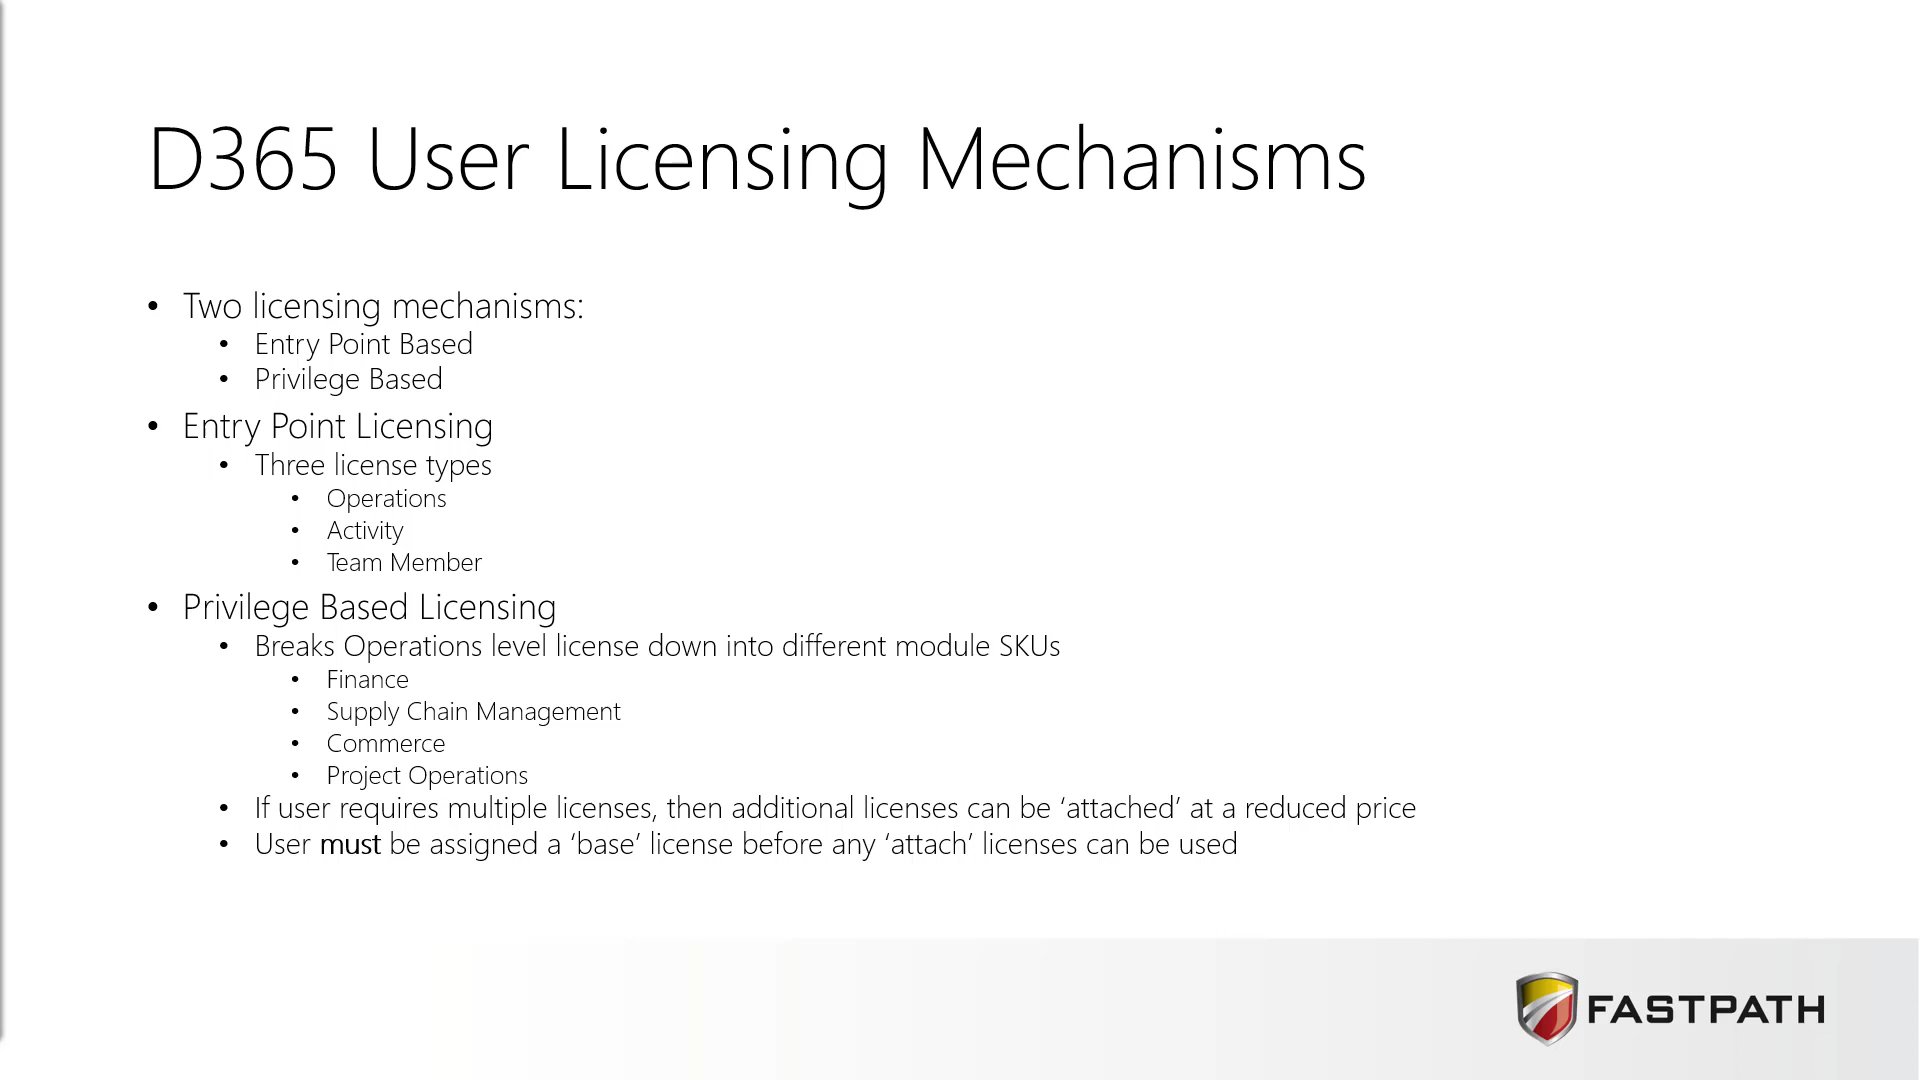 D365 User Licensing Mechanisms
• Two licensing mechanisms:
• Entry Point Based
• Privilege Based
• Entry Point Licensing
• Three license types
• Operations
• Activity
• Team Member
• Privilege Based Licensing
• Breaks Operations level license down into different module SKUs
• Finance
• Supply Chain Management
• Commerce
• Project Operations
• If user requires multiple licenses, then additional licenses can be ‘attached’ at a reduced price
• User must be assigned a ‘base’ license before any ‘attach’ licenses can be used
FASTPATH